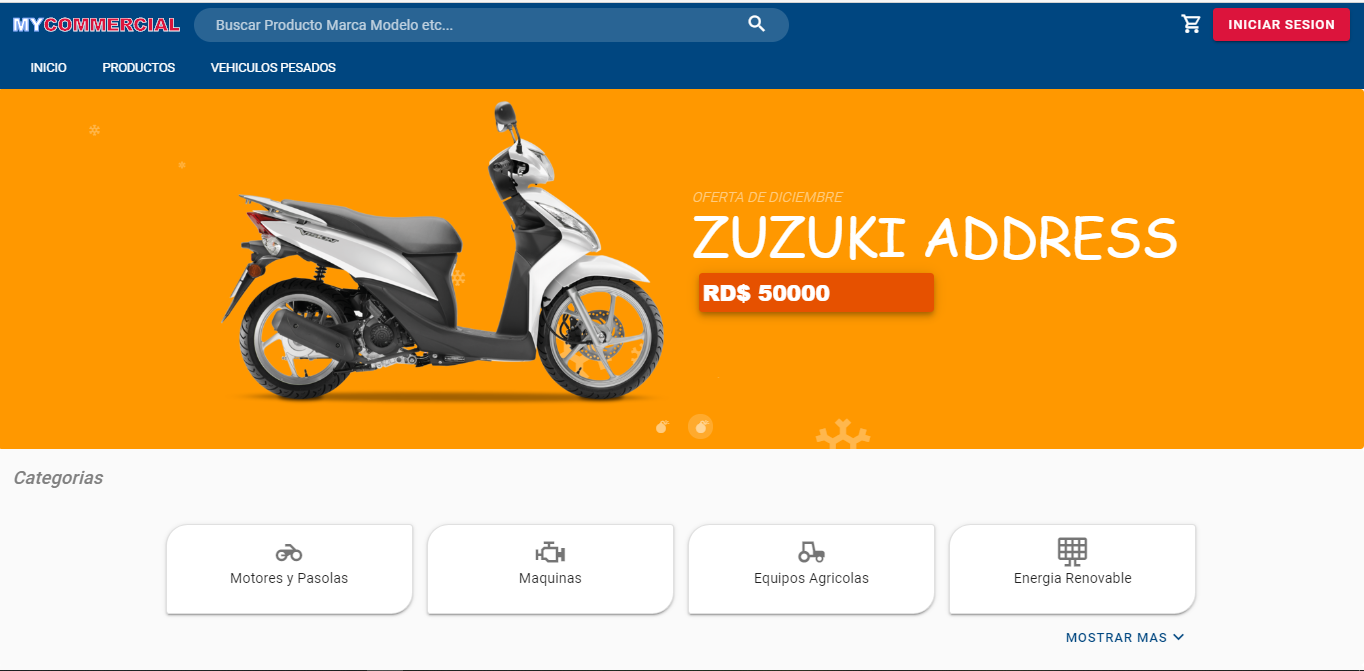 MYCOMMERCIAL
Buscar Producto Marca Modelo etc...
INICIAR SESION
INICIO
PRODUCTOS
VEHICULOS PESADOS
OFERTA DE DICIEMBRE
ZUZUKI ADDRESS
RD$ 50000
Categorias
Motores y Pasolas
Maquinas
Equipos Agricolas
Energia Renovable
MOSTRAR MAS